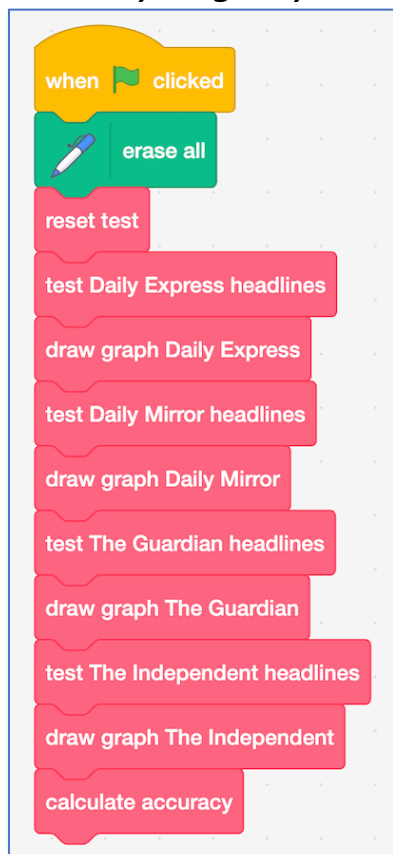 when clicked
erase all
reset test
test Daily Express headlines
draw graph Daily Express
test Daily Mirror headlines
draw graph Daily Mirror
test The Guardian headlines
draw graph The Guardian
test The Independent headlines
draw graph The Independent
calculate accuracy